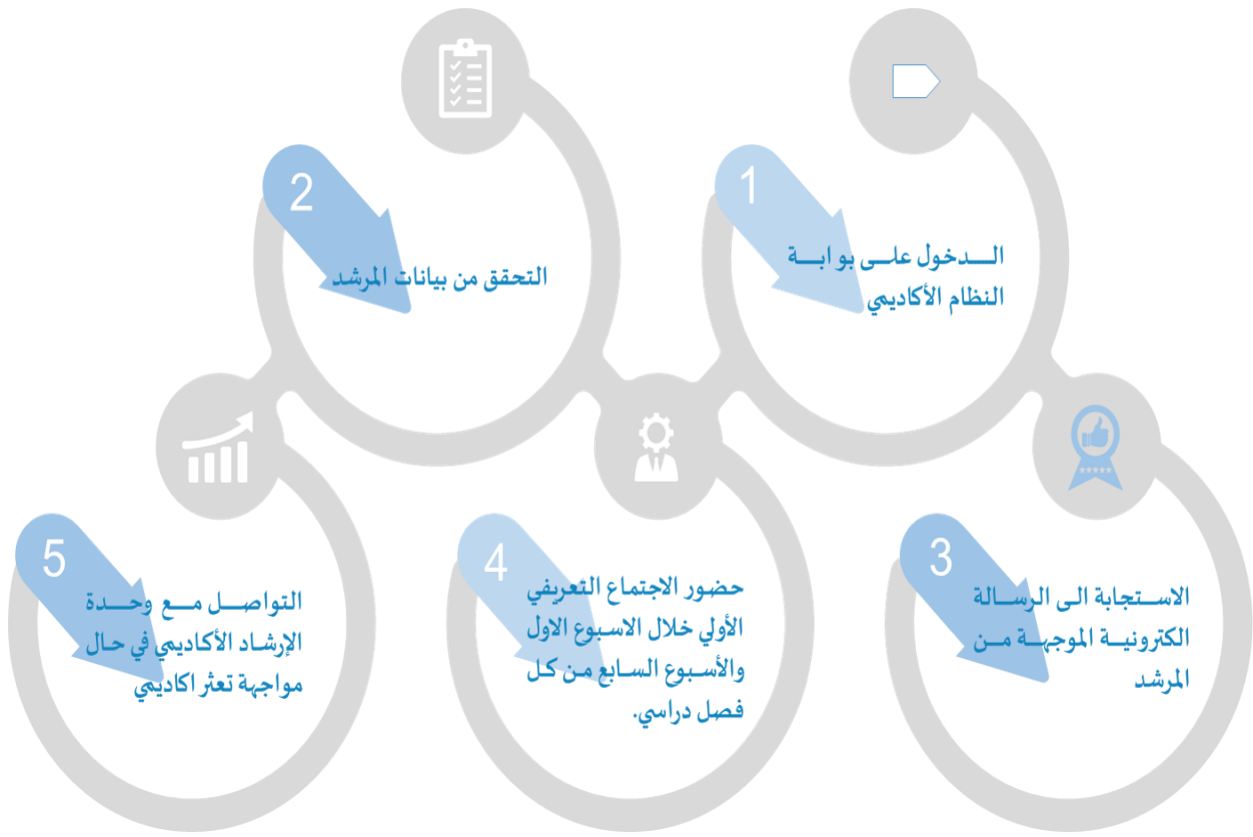 1
الدخول على بوابة
النظام الأكاديمي
2
التحقق من بيانات المرشد
3
الاستجابة الى الرسالة
الكترونية الموجهة من
المرشد
4
حضور الاجتماع التعريفي
الأولي خلال الاسبوع الاول
والأسبوع السابع من كل
فصل دراسي.
5
التواصل مع وحدة
الإرشاد الأكاديمي في حال
مواجهة تعثر اكاديمي